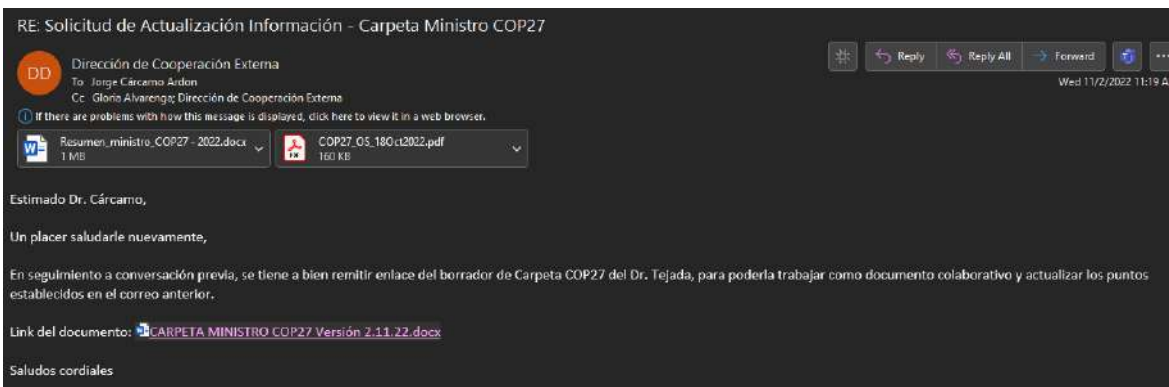 RE: Solicitud de Actualización Información - Carpeta Ministro COP27
DD
Dirección de Cooperación Externa
To Jorge Cárcamo Ardon
Cc Gloria Alvarenga; Dirección de Cooperación Externa
Reply
Reply All
Forward
Wed 11/2/2022 11:19 A
If there are problems with how this message is displayed, click here to view it in a web browser.
Resumen_ministro_COP27 - 2022.docx
1 MB
COP27_OS_18Oct2022.pdf
160 KB
Estimado Dr. Cárcamo,
Un placer saludarle nuevamente,
En seguimiento a conversación previa, se tiene a bien remitir enlace del borrador de Carpeta COP27 del Dr. Tejada, para poderla trabajar como documento colaborativo y actualizar los puntos
establecidos en el correo anterior.
Link del documento: CARPETA MINISTRO COP27 Versión 2.11.22.docx
Saludos cordiales